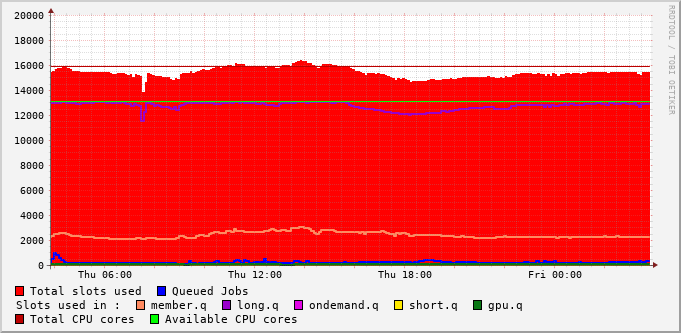 20000
18000
16000
14000
12000
10000
8000
6000
4000
2000
0
Thu 06:00 Thu 12:00 Thu 18:00 Fri 00:00
Total slots used Queued Jobs
Slots used in : member.q long.q ondemand.q short.q gpu.q
Total CPU cores Available CPU cores
RRDTOOL / TOBI OETIKER